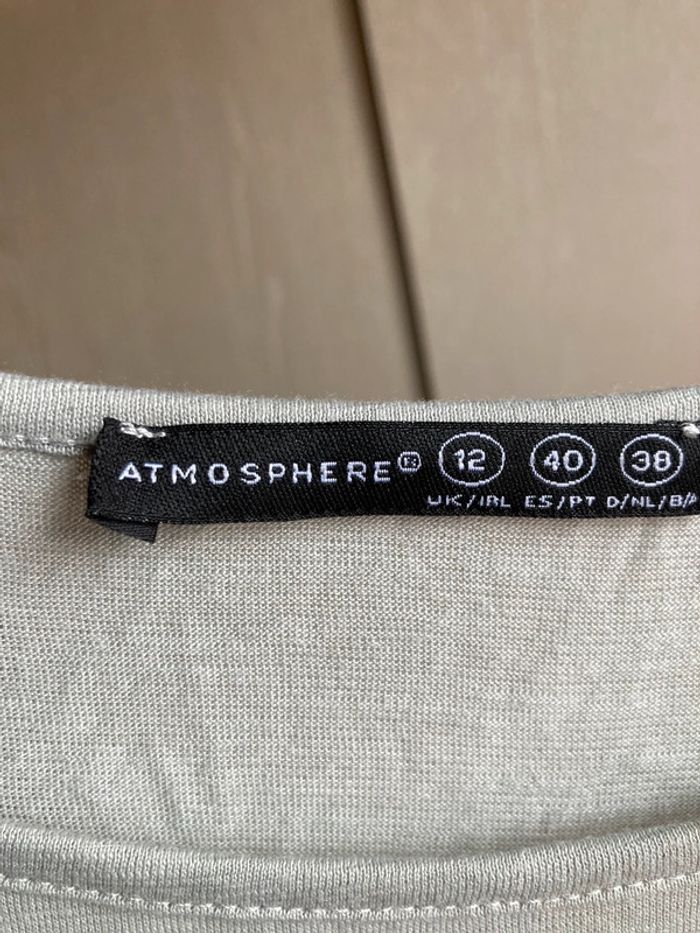 ATMOSPHERE® 12 40 38
UK/IRL ES/PT D/NL/B/